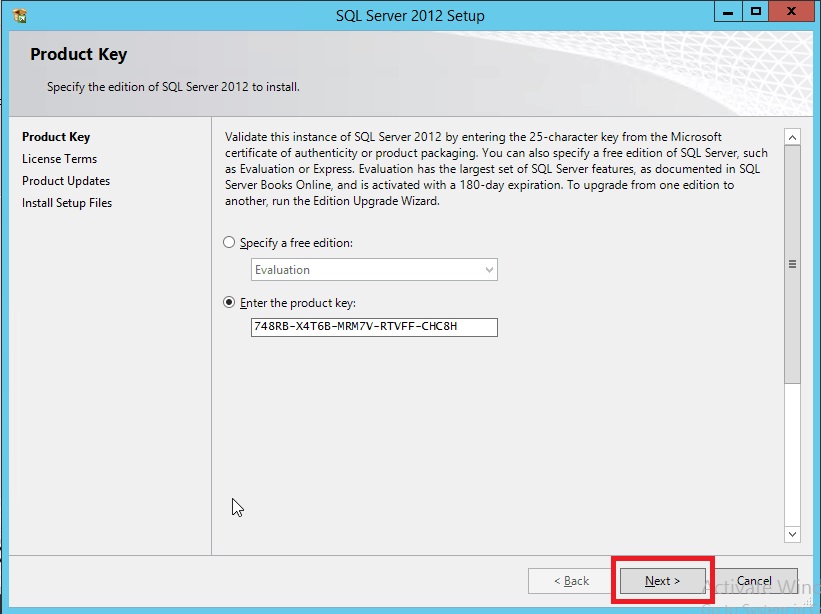 SQL Server 2012 Setup
Product Key
Specify the edition of SQL Server 2012 to install.
Product Key
License Terms
Product Updates
Install Setup Files
Validate this instance of SQL Server 2012 by entering the 25-character key from the Microsoft
certificate of authenticity or product packaging. You can also specify a free edition of SQL Server, such
as Evaluation or Express. Evaluation has the largest set of SQL Server features, as documented in SQL
Server Books Online, and is activated with a 180-day expiration. To upgrade from one edition to
another, run the Edition Upgrade Wizard.
Specify a free edition:
Evaluation
Enter the product key:
748RB-X4T6B-MRM7V-RTVFF-CHC8H
< Back
Next >
Cancel
Activate Win